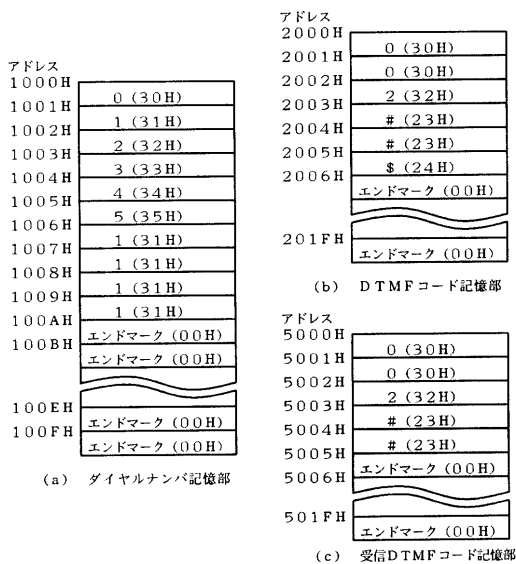 アドレス
1000H
0 (30H)
1001H
1 (31H)
1002H
2 (32H)
1003H
3 (33H)
1004H
4 (34H)
1005H
5 (35H)
1006H
1 (31H)
1007H
1 (31H)
1008H
1 (31H)
1009H
1 (31H)
100AH
エンドマーク (00H)
100BH
エンドマーク (00H)
100EH
エンドマーク (00H)
100FH
エンドマーク (00H)
(a) ダイヤルナンバ記憶部
アドレス
2000H
0 (30H)
2001H
0 (30H)
2002H
2 (32H)
2003H
# (23H)
2004H
# (23H)
2005H
$ (24H)
2006H
エンドマーク (00H)
201FH
エンドマーク (00H)
(b) DTMFコード記憶部
アドレス
5000H
0 (30H)
5001H
0 (30H)
5002H
2 (32H)
5003H
# (23H)
5004H
# (23H)
5005H
エンドマーク (00H)
5006H
501FH
エンドマーク (00H)
(c) 受信DTMFコード記憶部